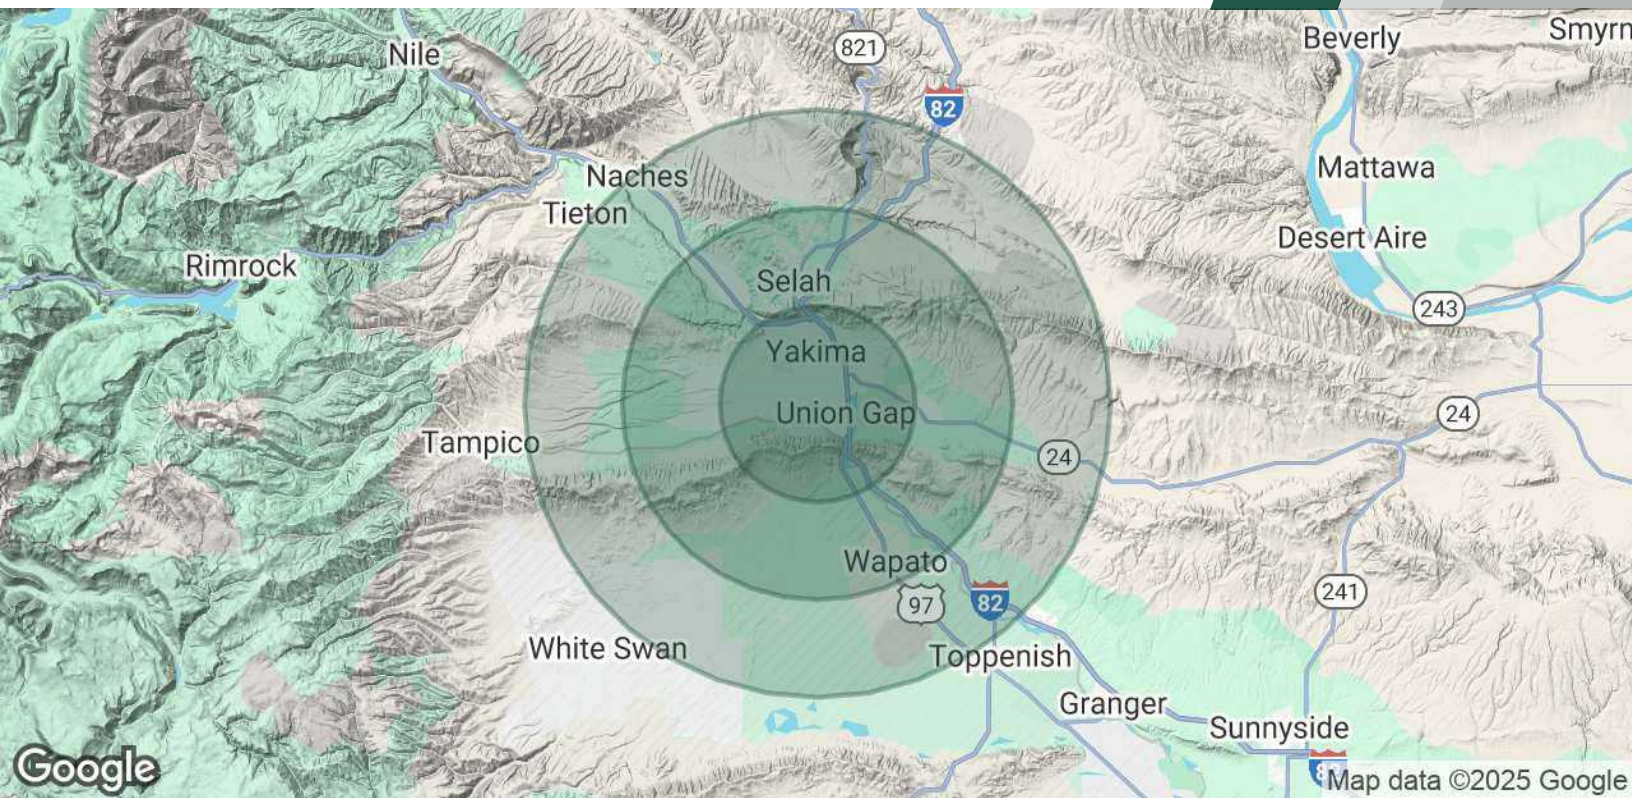 Nile
821
Beverly
Smyrn
82
Mattawa
Naches
Tieton
Desert Aire
Rimrock
Selah
243
Yakima
Union Gap
24
Tampico
24
Wapato
97
82
241
White Swan
Toppenish
Granger
Sunnyside
Google
Map data ©2025 Google